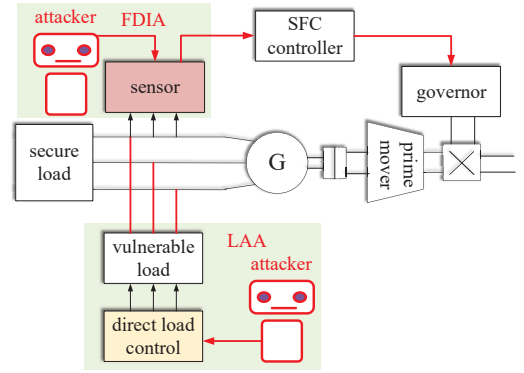 attacker
FDIA
sensor
SFC
controller
governor
secure
load
G
prime
mover
vulnerable
load
LAA
attacker
direct load
control